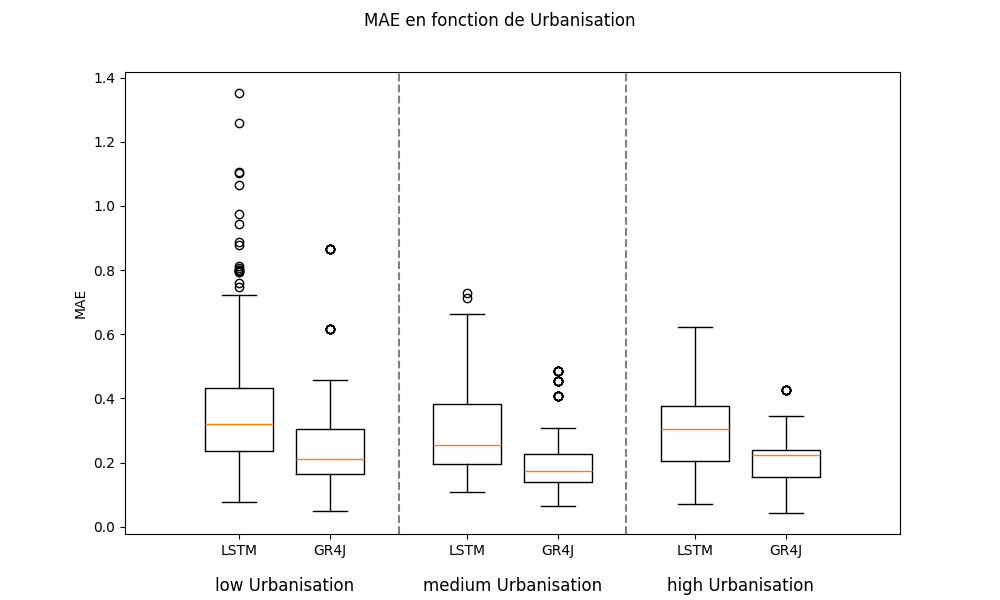 MAE en fonction de Urbanisation
1.4
1.2
1.0
0.8
0.6
0.4
0.2
0.0
MAE
LSTM GR4J LSTM GR4J LSTM GR4J
low Urbanisation medium Urbanisation high Urbanisation